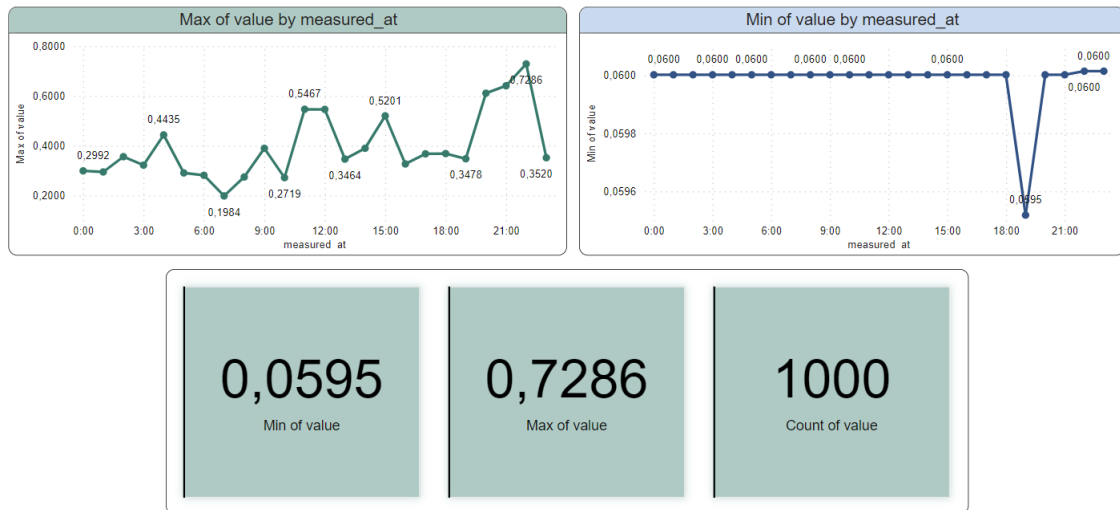 Max of value by measured_at
0,8000
0,6000
0,4000
0,2000
Max of value
0,2992
0,4435
0,1984
0,2719
0,5467
0,3464
0,5201
0,3478
0,7286
0,3520
0:00 3:00 6:00 9:00 12:00 15:00 18:00 21:00
measured_at
Min of value by measured_at
0,0600
0,0598
0,0596
Min of value
0,0600 0,0600 0,0600 0,0600 0,0600 0,0600 0,0600
0,0600
0,0595
0:00 3:00 6:00 9:00 12:00 15:00 18:00 21:00
measured_at
0,0595
Min of value
0,7286
Max of value
1000
Count of value